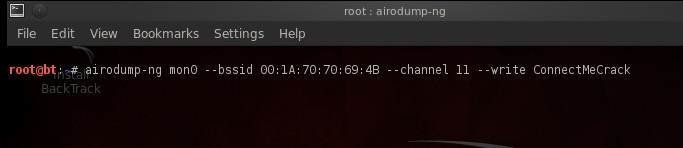 root : airodump-ng
File Edit View Bookmarks Settings Help
root@bt:~# airodump-ng mon0 --bssid 00:1A:70:70:69:4B --channel 11 --write ConnectMeCrack
Install
BackTrack